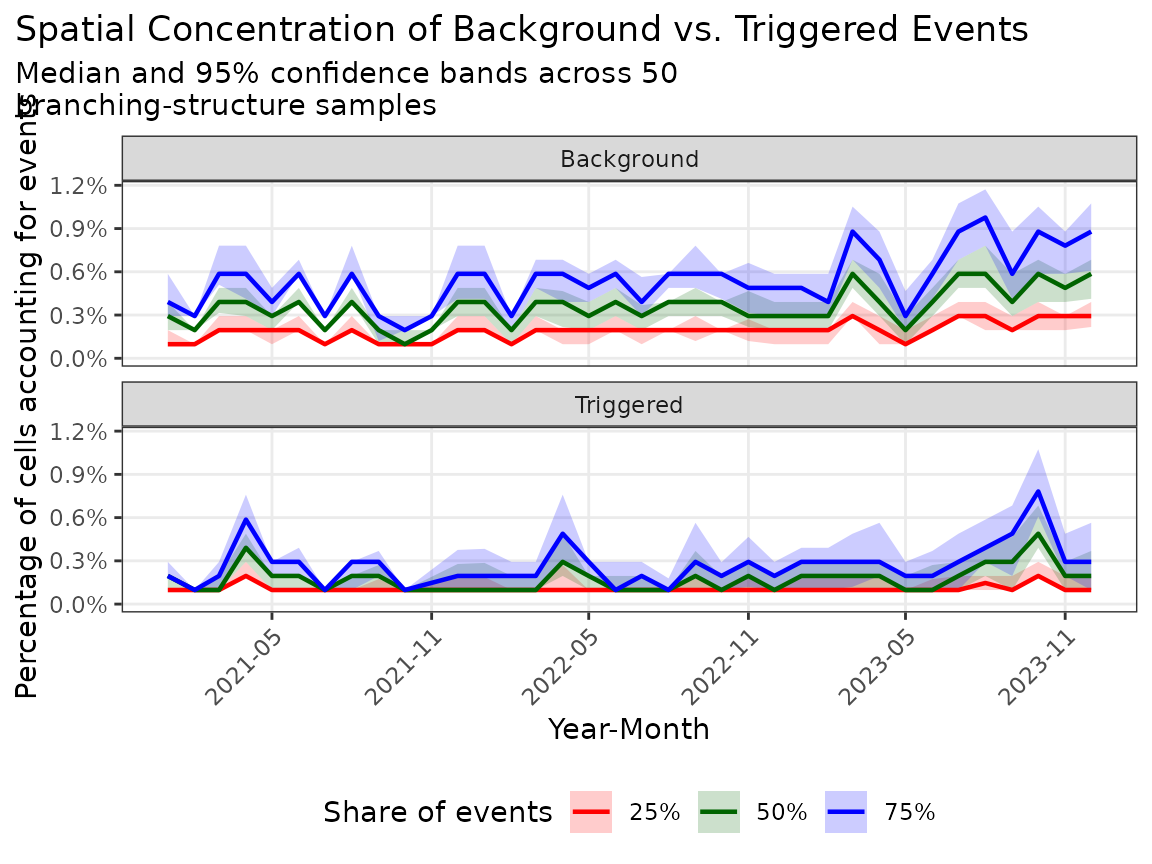 Spatial Concentration of Background vs. Triggered Events
Median and 95% confidence bands across 50
branching-structure samples
Percentage of cells accounting for events
Background
1.2%
0.9%
0.6%
0.3%
0.0%
Triggered
1.2%
0.9%
0.6%
0.3%
0.0%
2021-05
2021-11
2022-05
2022-11
2023-05
2023-11
Year-Month
Share of events 25% 50% 75%